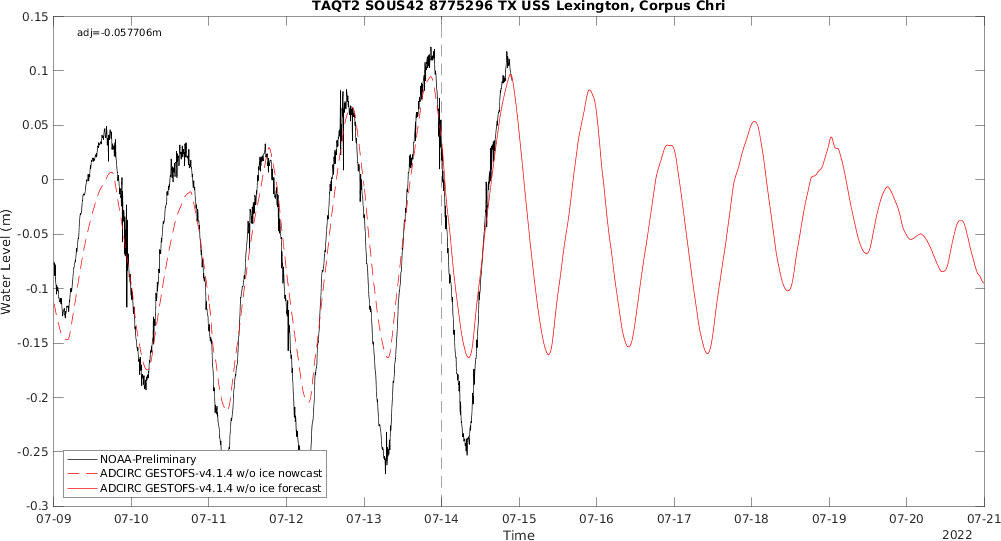 TAQT2 SOUS42 8775296 TX USS Lexington, Corpus Chri
adj=-0.057706m
0.15
0.1
0.05
0
-0.05
-0.1
-0.15
-0.2
-0.25
-0.3
Water Level (m)
NOAA-Preliminary
ADCIRC GESTOFS-v4.1.4 w/o ice nowcast
ADCIRC GESTOFS-v4.1.4 w/o ice forecast
07-09 07-10 07-11 07-12 07-13 07-14 07-15 07-16 07-17 07-18 07-19 07-20 07-21
Time
2022